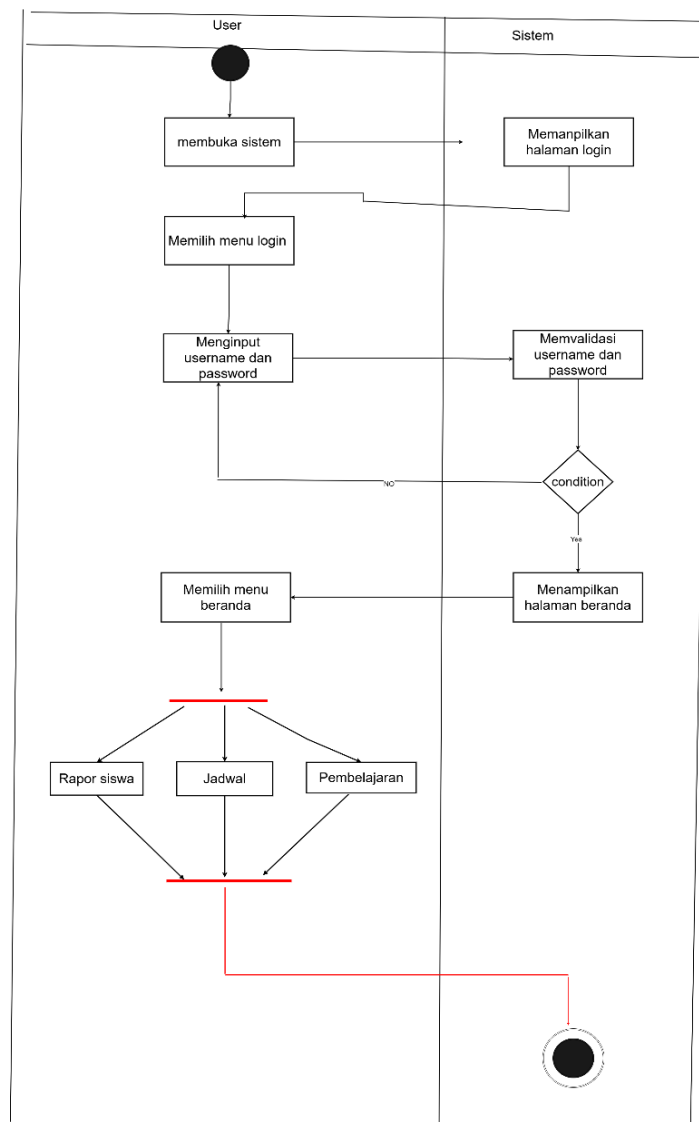 User
Sistem
membuka sistem
Memanpilkan
halaman login
Memilih menu login
Menginput
username dan
password
Memvalidasi
username dan
password
condition
NO
Yee
Memilih menu
beranda
Menampilkan
halaman beranda
Rapor siswa
Jadwal
Pembelajaran